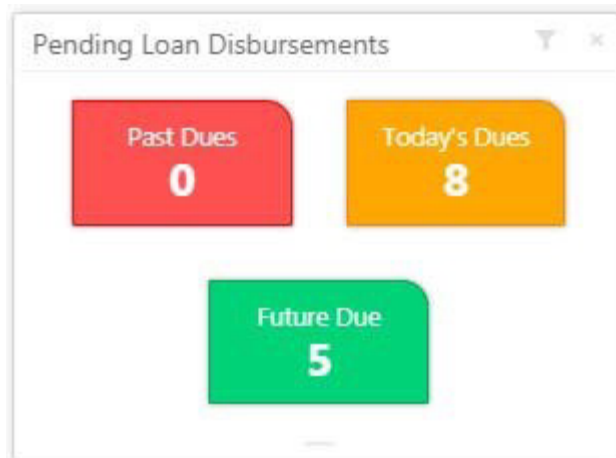 Pending Loan Disbursements
Past Dues
0
Today's Dues
8
Future Due
5